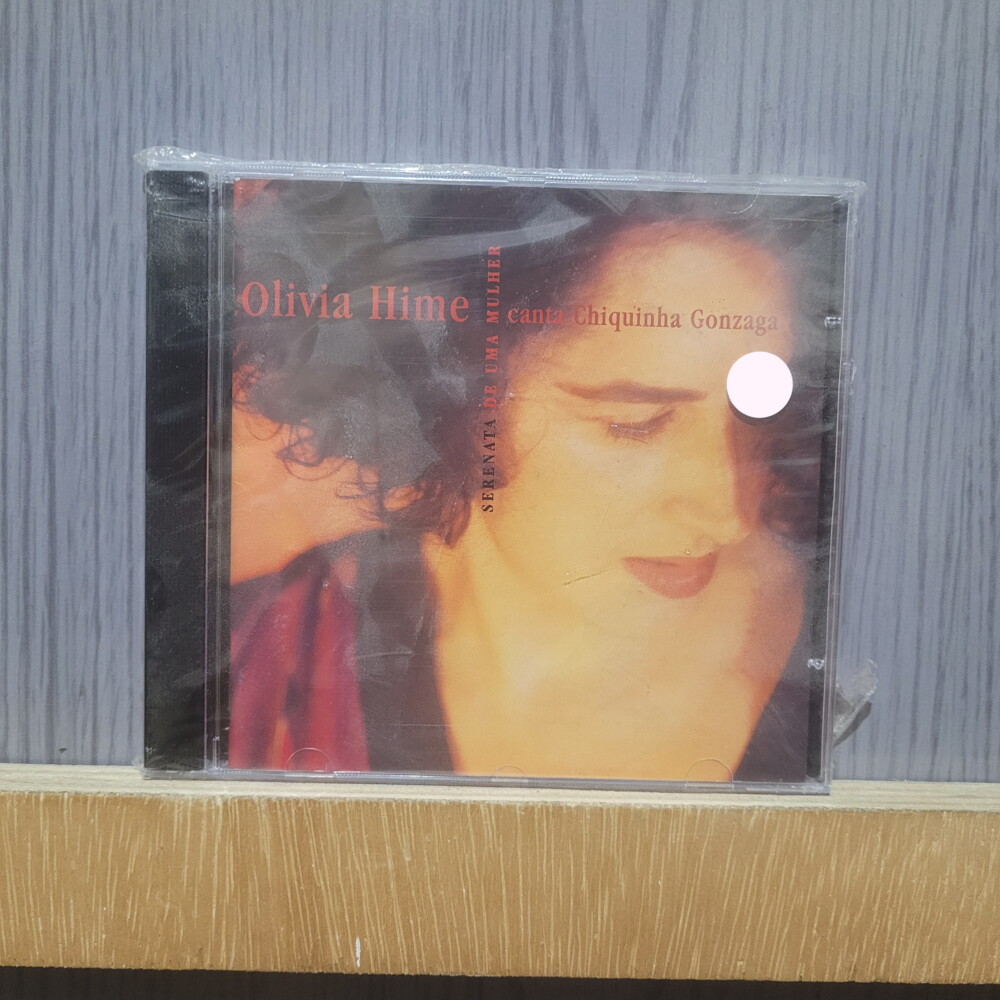 Olivia Hime
SERENATA DE UMA MULHER
canta Chiquinha Gonzaga